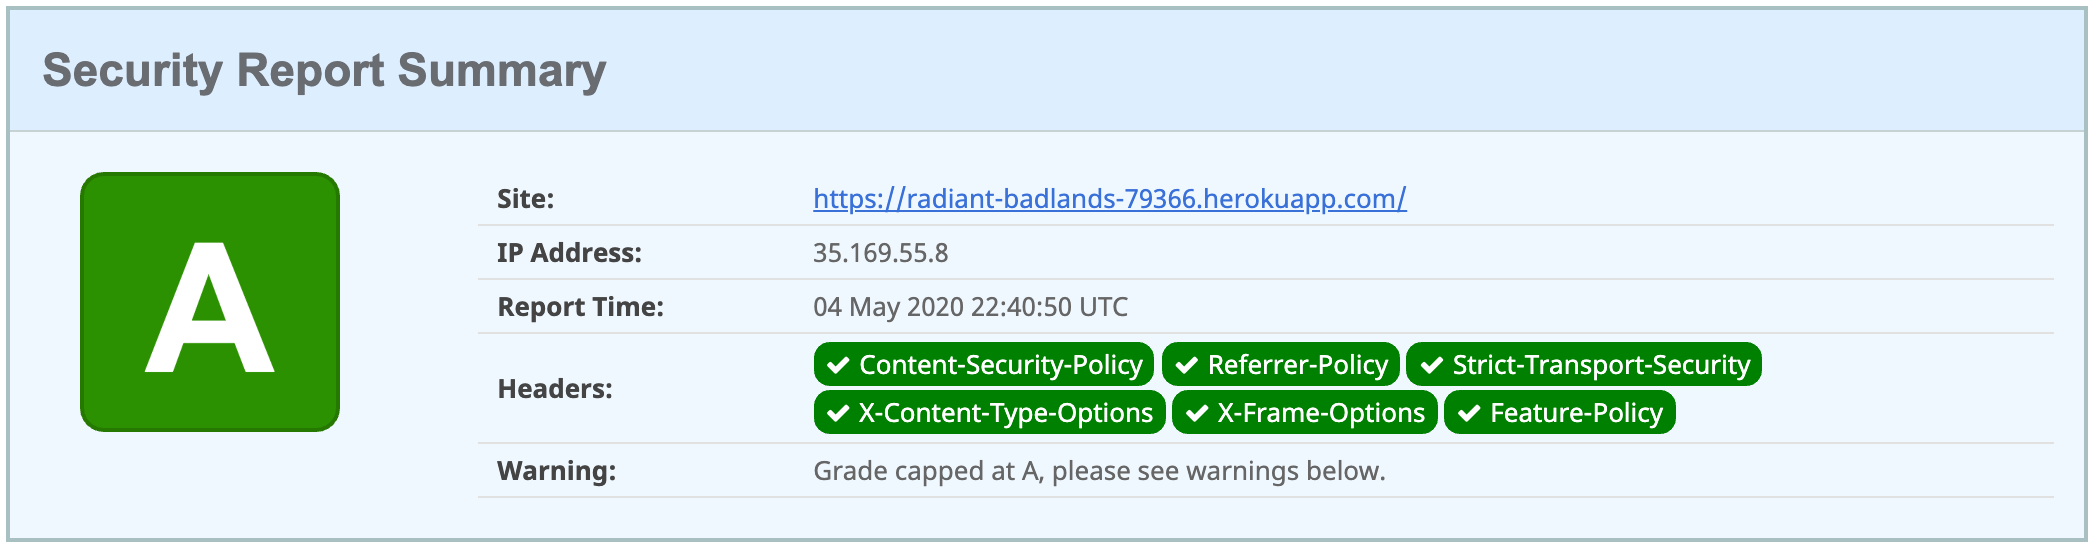 Security Report Summary
A
Site: https://radiant-badlands-79366.herokuapp.com/
IP Address: 35.169.55.8
Report Time: 04 May 2020 22:40:50 UTC
Headers: Content-Security-Policy Referrer-Policy Strict-Transport-Security
X-Content-Type-Options X-Frame-Options Feature-Policy
Warning: Grade capped at A, please see warnings below.